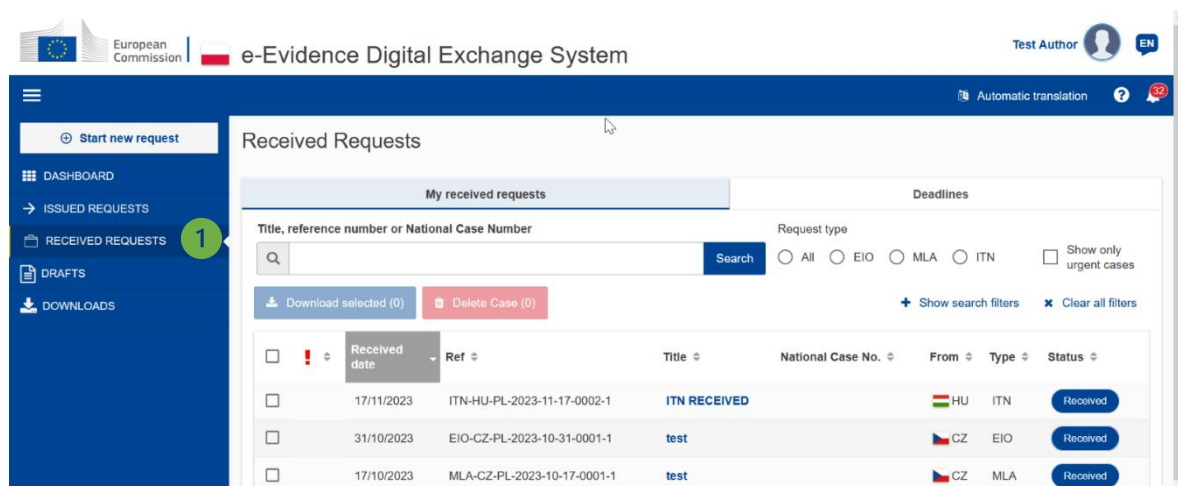 European
Commission
e-Evidence Digital Exchange System
Test Author
EN
Automatic translation
?
32
Start new request
DASHBOARD
ISSUED REQUESTS
RECEIVED REQUESTS
1
DRAFTS
DOWNLOADS
Received Requests
My received requests Deadlines
Title, reference number or National Case Number Request type
Search All EIO MLA ITN Show only
urgent cases
Download selected (0) Delete Case (0) Show search filters Clear all filters
! Received
date Ref Title National Case No. From Type Status
17/11/2023 ITN-HU-PL-2023-11-17-0002-1 ITN RECEIVED HU ITN Received
31/10/2023 EIO-CZ-PL-2023-10-31-0001-1 test CZ EIO Received
17/10/2023 MLA-CZ-PL-2023-10-17-0001-1 test CZ MLA Received